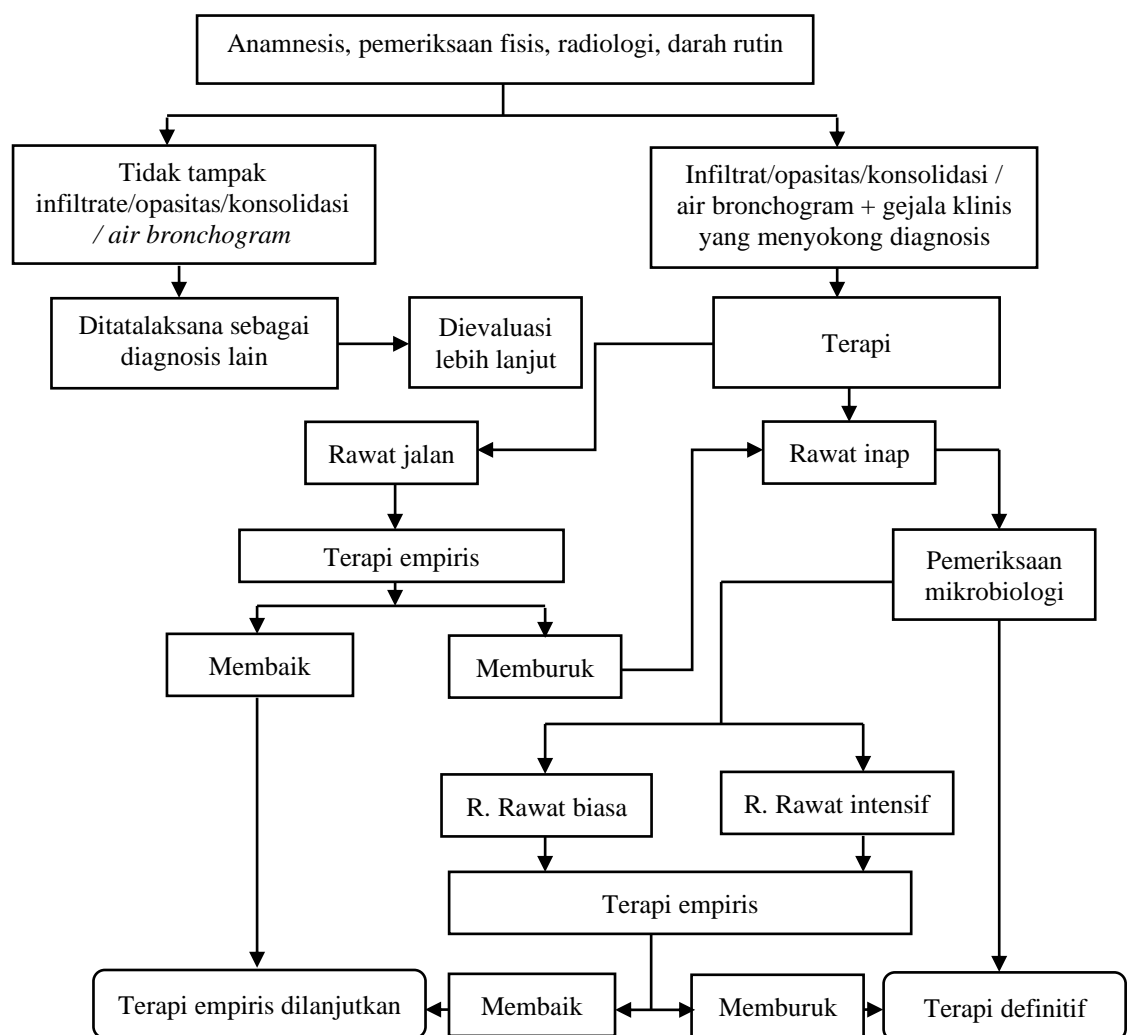 Anamnesis, pemeriksaan fisis, radiologi, darah rutin
Tidak tampak
infiltrate/opasitas/konsolidasi
/ air bronchogram
Infiltrat/opasitas/konsolidasi /
air bronchogram + gejala klinis
yang menyokong diagnosis
Ditatalaksana sebagai
diagnosis lain
Dievaluasi
lebih lanjut
Terapi
Rawat jalan
Rawat inap
Terapi empiris
Pemeriksaan
mikrobiologi
Membaik
Memburuk
R. Rawat biasa
R. Rawat intensif
Terapi empiris
Terapi empiris dilanjutkan
Membaik
Memburuk
Terapi definitif